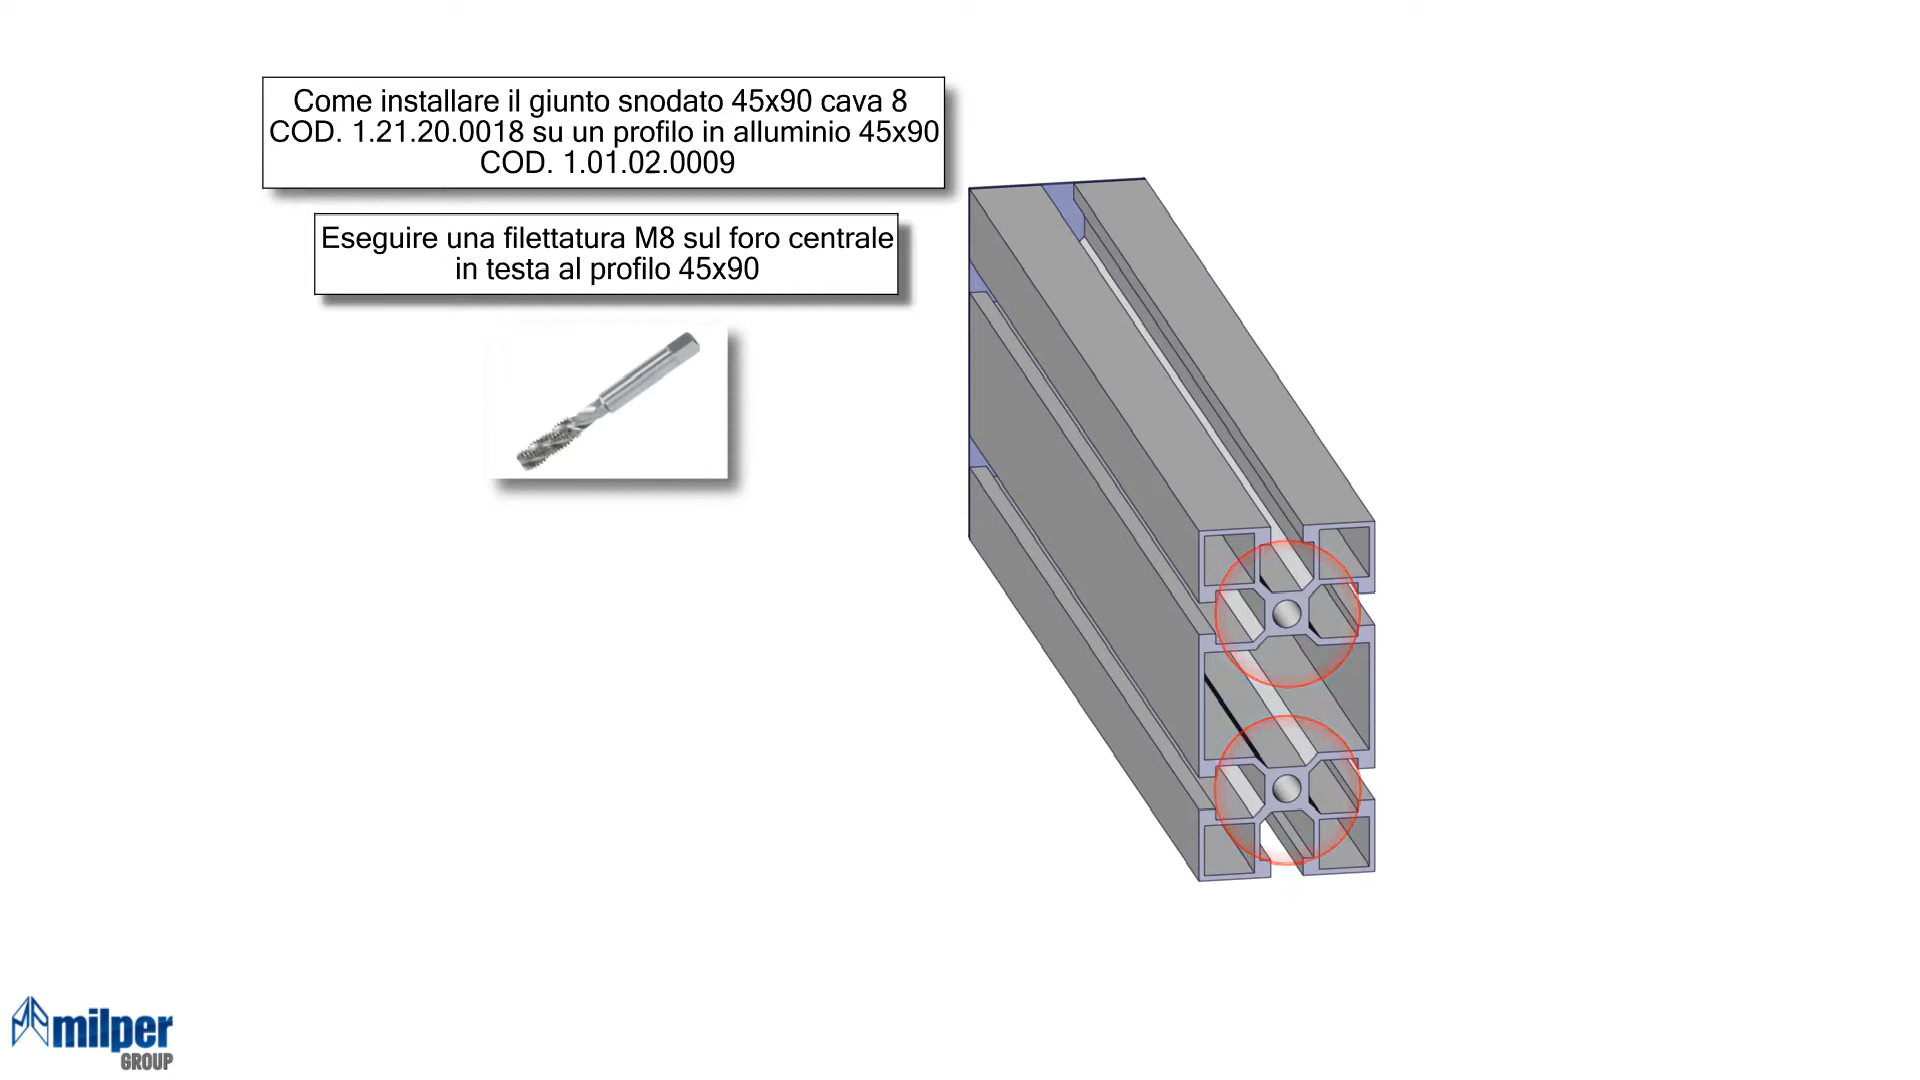 Come installare il giunto snodato 45x90 cava 8
COD. 1.21.20.0018 su un profilo in alluminio 45x90
COD. 1.01.02.0009
Eseguire una filettatura M8 sul foro centrale
in testa al profilo 45x90
milper
GROUP